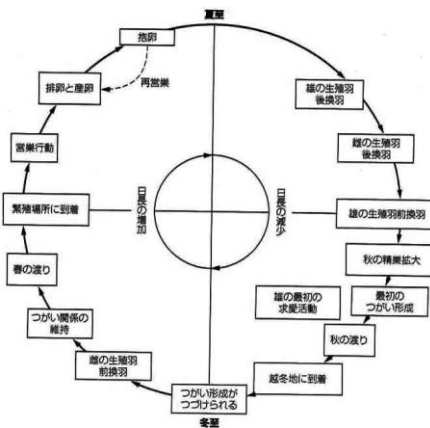 夏至
抱卵
再営巣
排卵と産卵
営巣行動
繁殖場所に到着
春の渡り
つがい関係の
維持
雌の生殖羽
前換羽
つがい形成が
つづけられる
冬至
越冬地に到着
秋の渡り
雄の最初の
求愛活動
最初の
つがい形成
秋の精巣拡大
雄の生殖羽前換羽
雌の生殖羽
後換羽
雄の生殖羽
後換羽
日長の増加
日長の減少